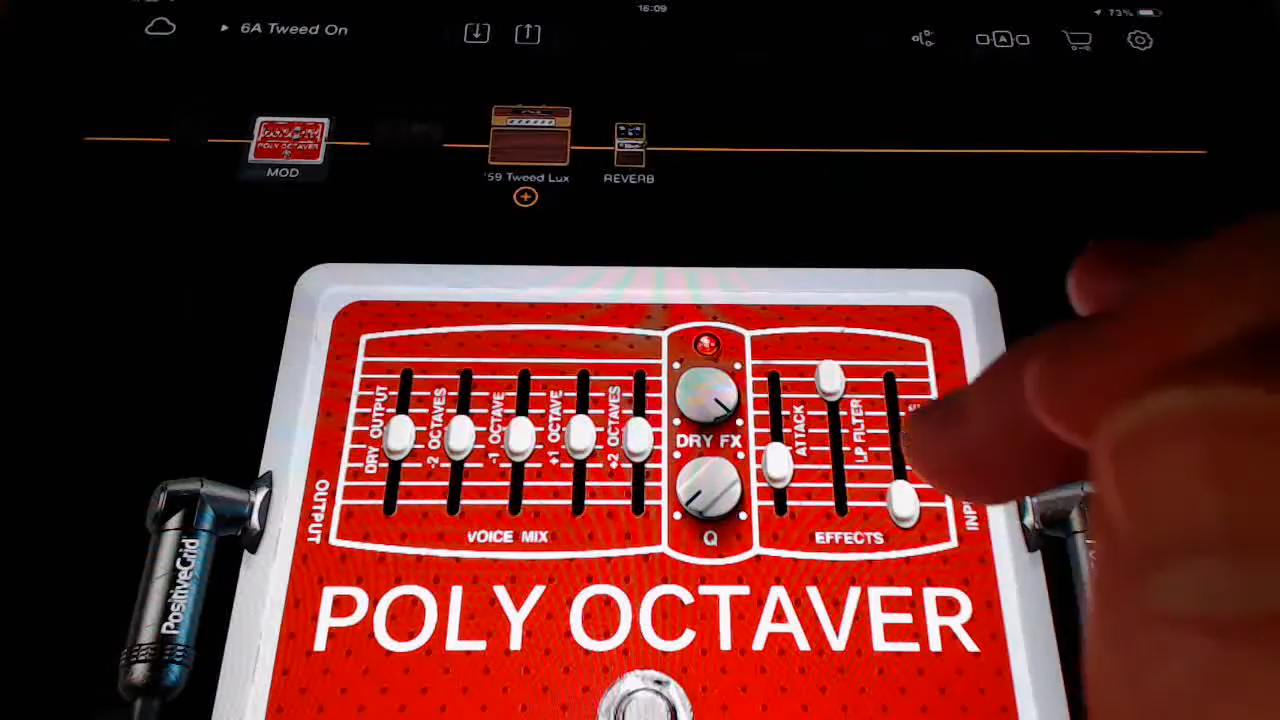 16:09
73%
6A Tweed On
A
POLY OCTAVER
MOD
'59 Tweed Lux
REVERB
DRY OUTPUT
-2 OCTAVES
-1 OCTAVE
+1 OCTAVE
+2 OCTAVES
DRY FX
Q
ATTACK
LP FILTER
VOICE MIX
EFFECTS
OUTPUT
PositiveGrid
POLY OCTAVER